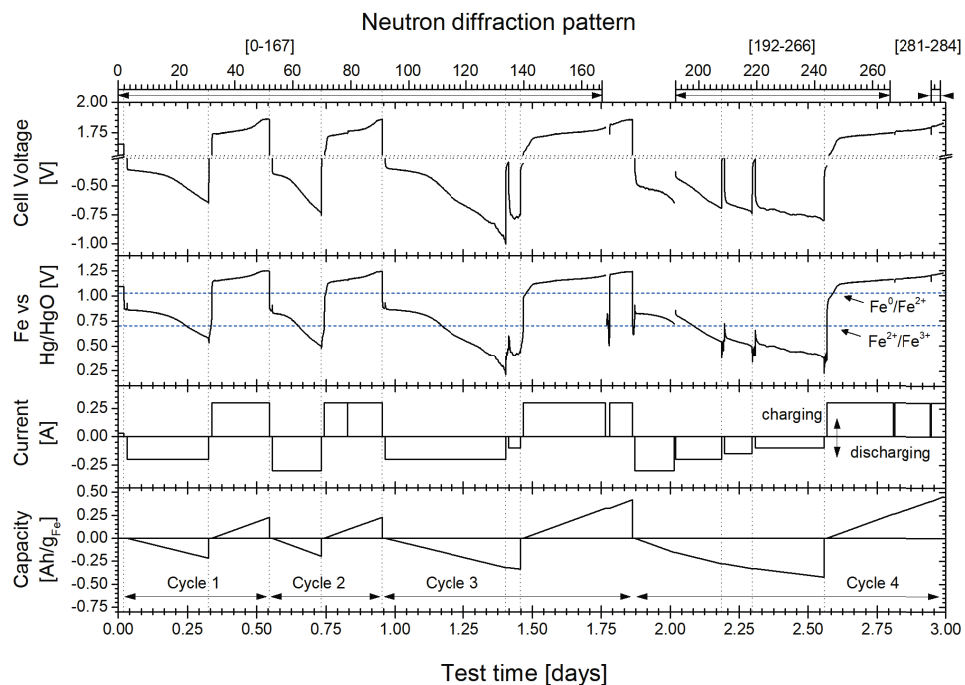 Neutron diffraction pattern
[0-167] [192-266] [281-284]
0 20 40 60 80 100 120 140 160 200 220 240 260 280
Cell Voltage
[V]
2.00
1.75
-0.50
-0.75
-1.00
Fe vs
Hg/HgO [V]
1.25
1.00
0.75
0.50
0.25
Fe⁰/Fe²⁺
Fe²⁺/Fe³⁺
Current
[A]
0.25
0.00
-0.25
charging
discharging
Capacity
[Ah/g_Fe]
0.50
0.25
0.00
-0.25
-0.50
-0.75
Cycle 1 Cycle 2 Cycle 3 Cycle 4
0.00 0.25 0.50 0.75 1.00 1.25 1.50 1.75 2.00 2.25 2.50 2.75 3.00
Test time [days]